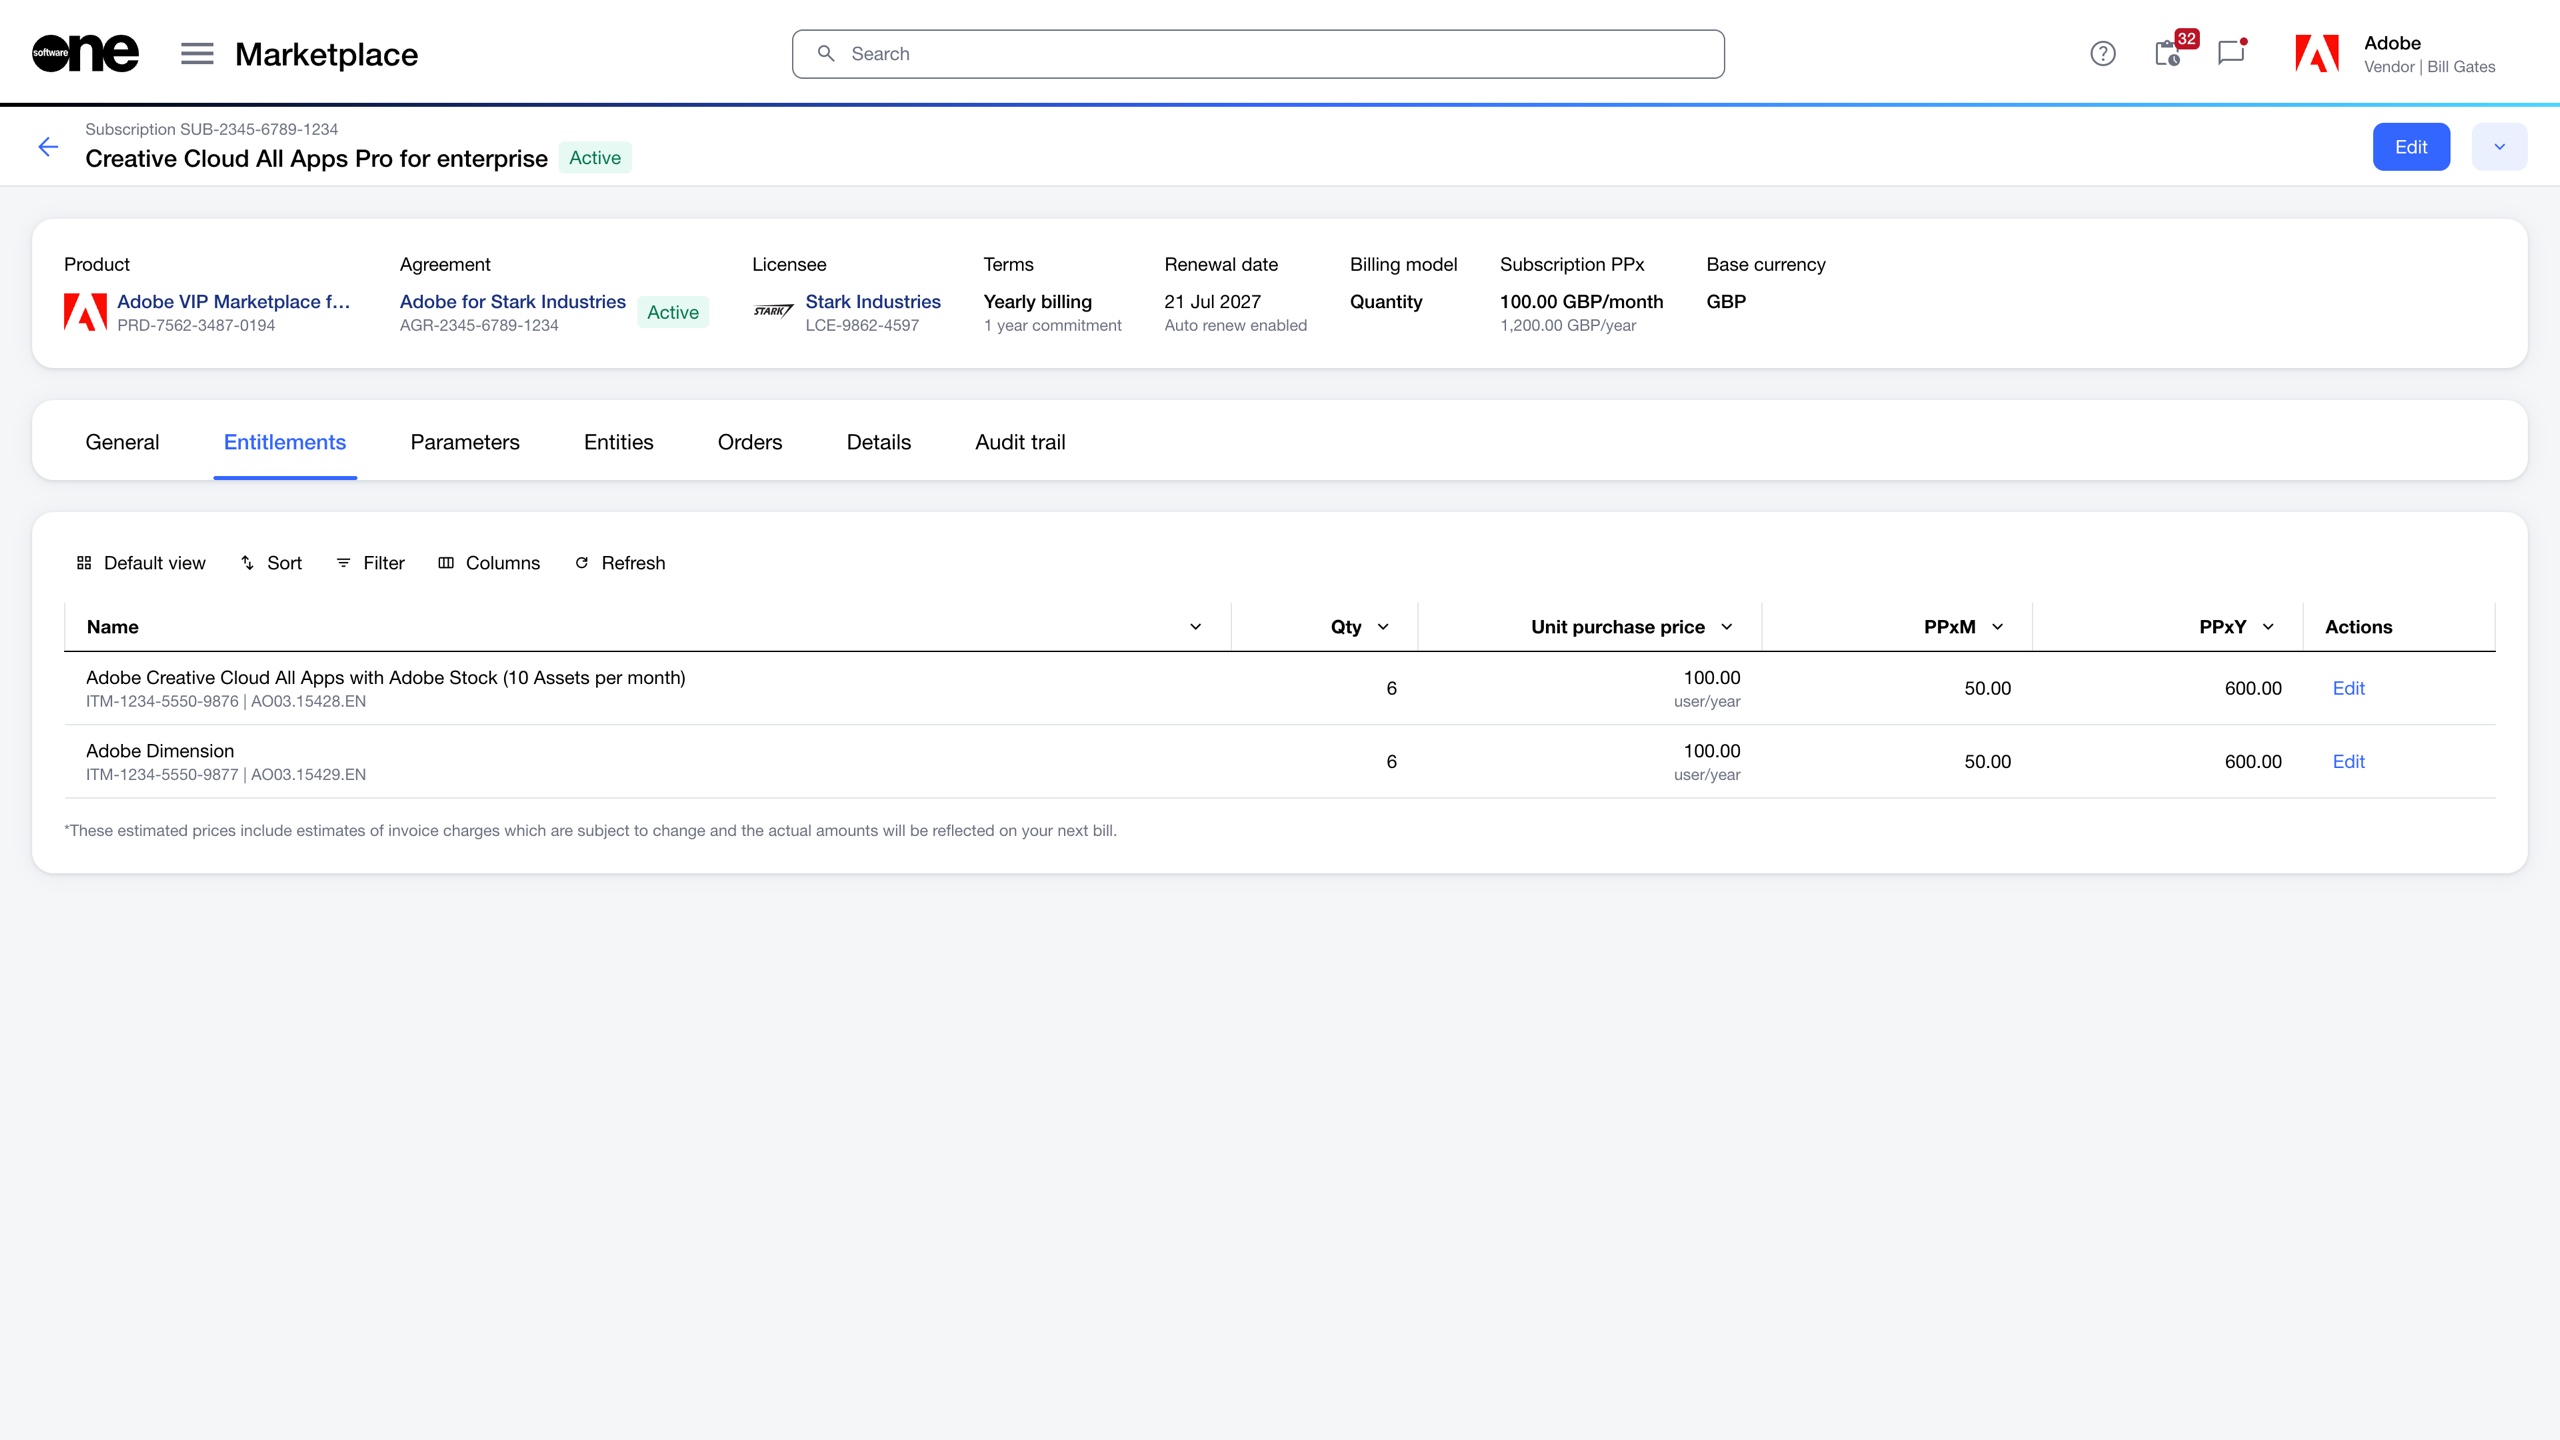 software one
Marketplace
Search
32
Adobe
Vendor | Bill Gates
Subscription SUB-2345-6789-1234
Creative Cloud All Apps Pro for enterprise
Active
Edit
Product
Adobe VIP Marketplace f...
PRD-7562-3487-0194
Agreement
Adobe for Stark Industries
AGR-2345-6789-1234
Active
Licensee
STARK
Stark Industries
LCE-9862-4597
Terms
Yearly billing
1 year commitment
Renewal date
21 Jul 2027
Auto renew enabled
Billing model
Quantity
Subscription PPx
100.00 GBP/month
1,200.00 GBP/year
Base currency
GBP
General Entitlements Parameters Entities Orders Details Audit trail
Default view Sort Filter Columns Refresh
Name Qty Unit purchase price PPxM PPxY Actions
Adobe Creative Cloud All Apps with Adobe Stock (10 Assets per month)
ITM-1234-5550-9876 | AO03.15428.EN
6
100.00
user/year
50.00
600.00
Edit
Adobe Dimension
ITM-1234-5550-9877 | AO03.15429.EN
6
100.00
user/year
50.00
600.00
Edit
*These estimated prices include estimates of invoice charges which are subject to change and the actual amounts will be reflected on your next bill.